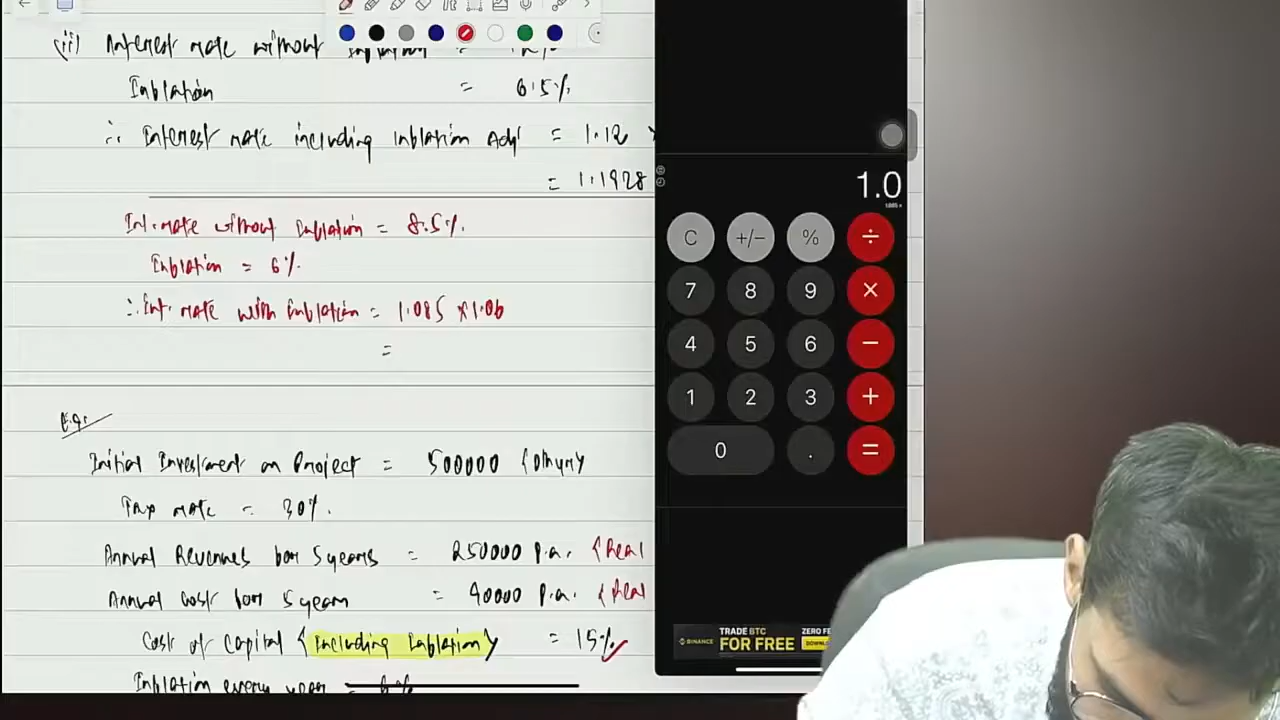 (ii) Interest rate without Inflation = 12%
Inflation = 6.5%
∴ Interest rate including Inflation Adj = 1.12 ×
= 1.1928
Int. rate without Inflation = 8.5%.
Inflation = 6%.
∴ Int. rate with Inflation = 1.085 × 1.06
=
E.g:
Initial Investment on Project = 500000
Tax rate = 30%.
Annual Revenues for 5 years = 250000 p.a. {Real
Annual Cost for 5 years = 40000 p.a. {Real
Cost of Capital {Including Inflation} = 15%
Inflation every year = 6%
1.0
C +/− % ÷
7 8 9 ×
4 5 6 −
1 2 3 +
0 . =
BINANCE
TRADE BTC
FOR FREE